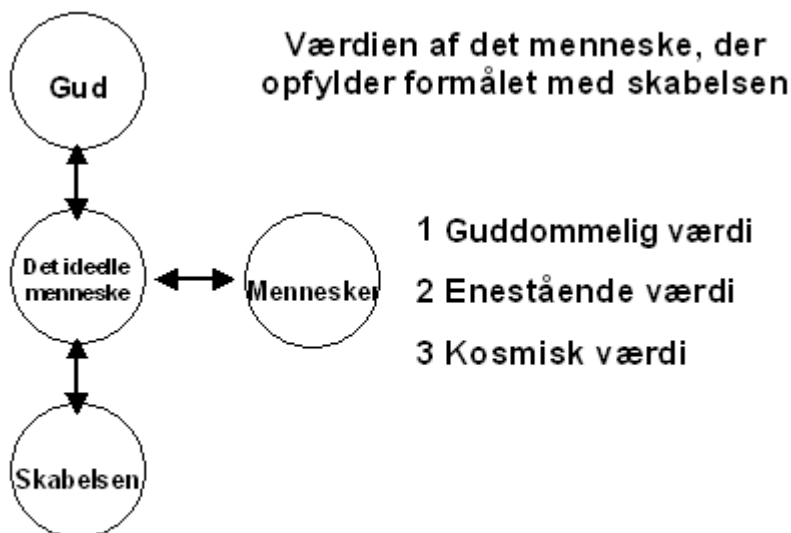 Værdien af det menneske, der
opfylder formålet med skabelsen
Gud
Det ideelle
menneske
Mennesker
Skabelsen
1 Guddommelig værdi
2 Enestående værdi
3 Kosmisk værdi